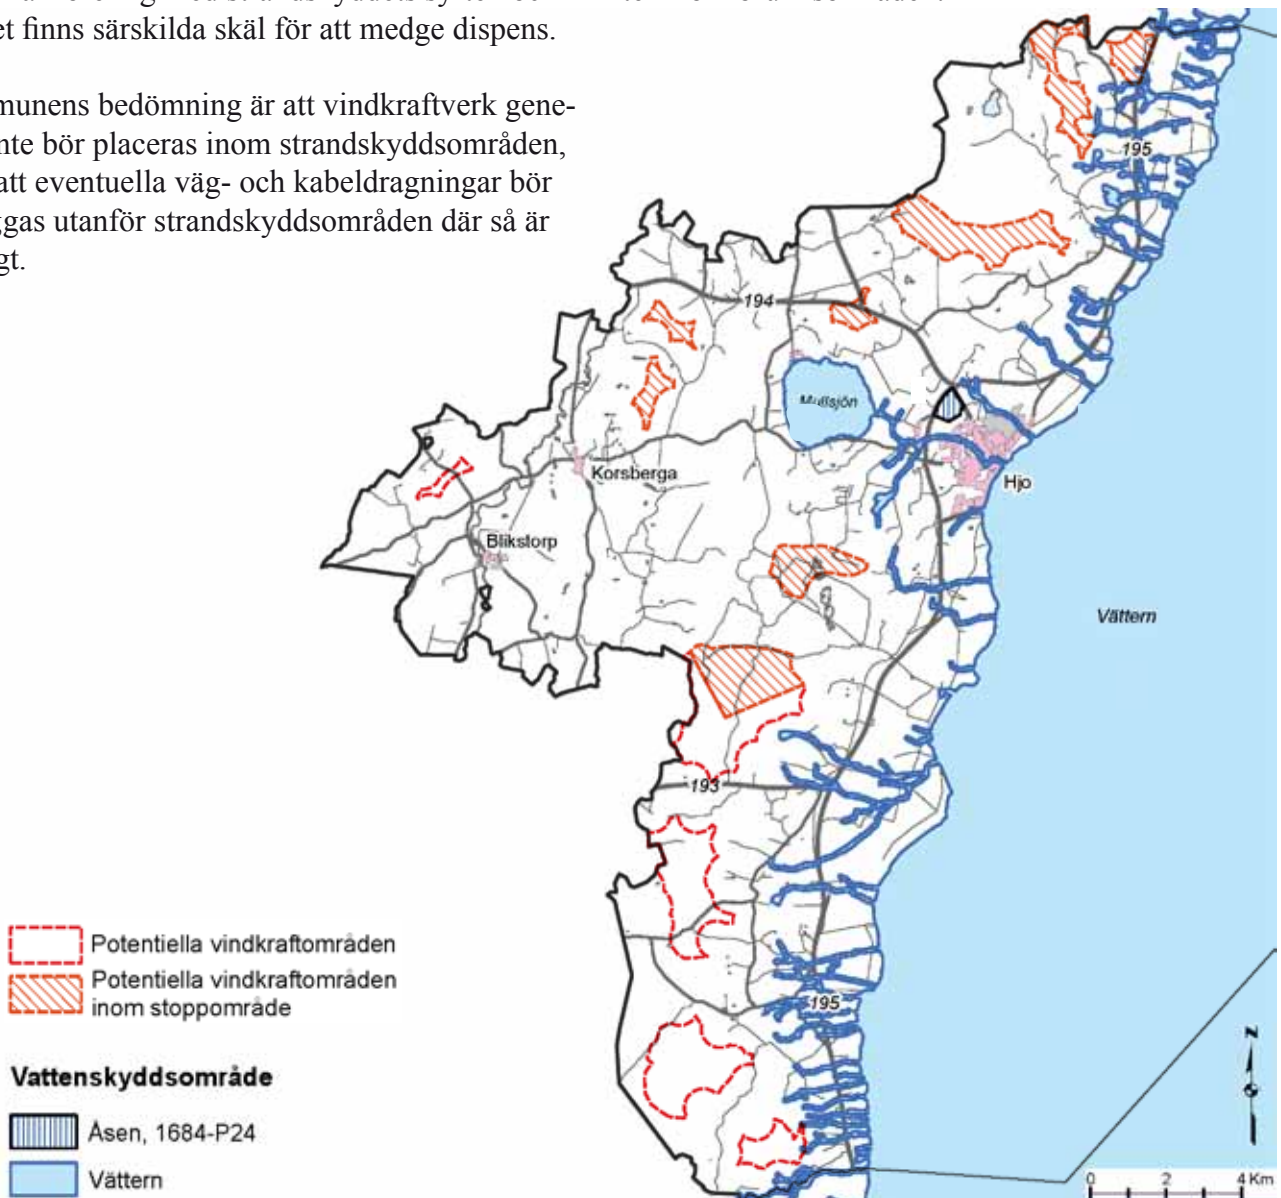 et finns särskilda skäl för att medge dispens.
munens bedömning är att vindkraftverk gene-
nte bör placeras inom strandskyddsområden,
att eventuella väg- och kabeldragningar bör
ggas utanför strandskyddsområden där så är
gt.
195
194
Mullsjön
Korsberga
Hjo
Blikstorp
Vättern
193
195
Potentiella vindkraftområden
Potentiella vindkraftområden
inom stoppområde
Vattenskyddsområde
Åsen, 1684-P24
Vättern
N
0 2 4 Km